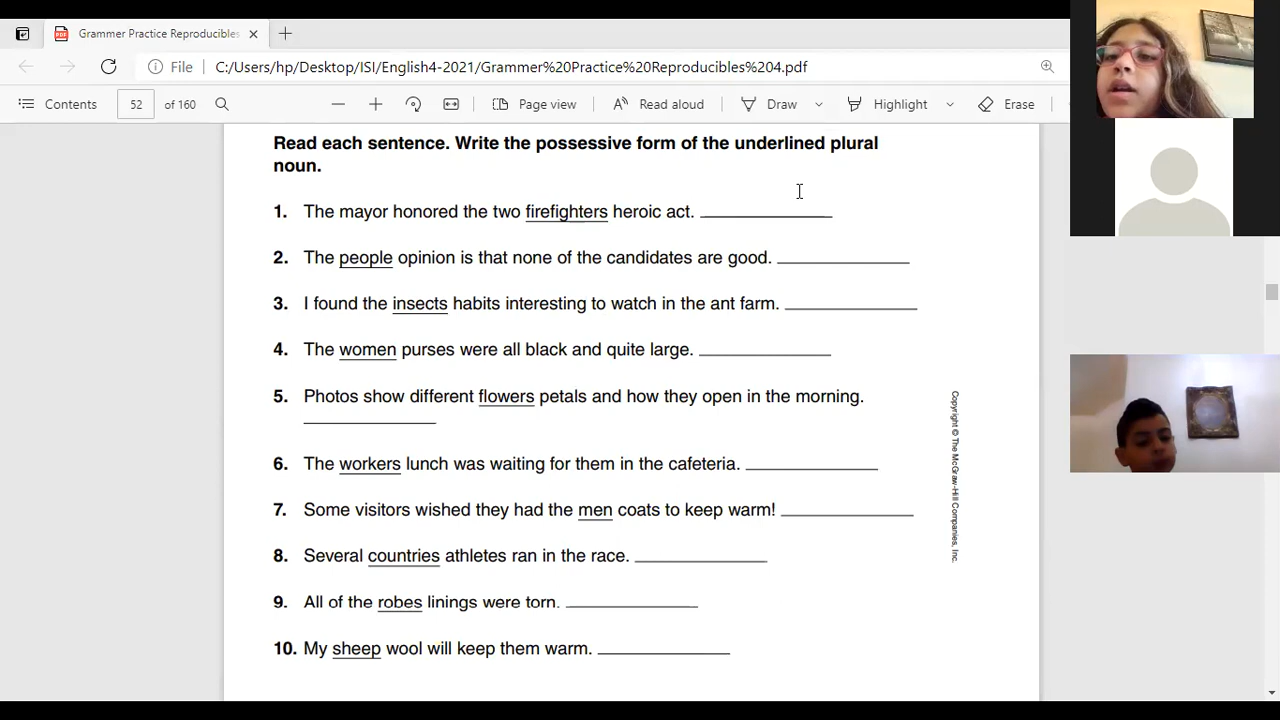 Grammer Practice Reproducibles
File C:/Users/hp/Desktop/ISI/English4-2021/Grammer%20Practice%20Reproducibles%204.pdf
Contents 52 of 160 Page view Read aloud Draw Highlight Erase
Read each sentence. Write the possessive form of the underlined plural
noun.
1. The mayor honored the two firefighters heroic act.
2. The people opinion is that none of the candidates are good.
3. I found the insects habits interesting to watch in the ant farm.
4. The women purses were all black and quite large.
5. Photos show different flowers petals and how they open in the morning.
6. The workers lunch was waiting for them in the cafeteria.
7. Some visitors wished they had the men coats to keep warm!
8. Several countries athletes ran in the race.
9. All of the robes linings were torn.
10. My sheep wool will keep them warm.
Copyright © The McGraw-Hill Companies, Inc.